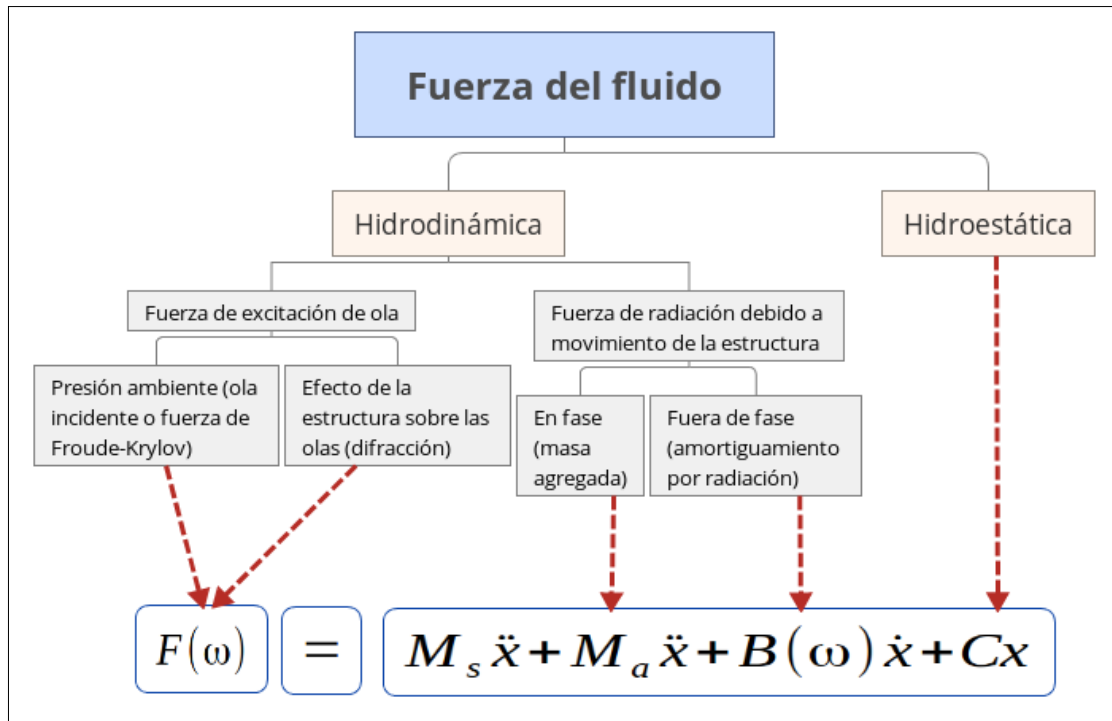 Fuerza del fluido
Hidrodinámica
Hidroestática
Fuerza de excitación de ola
Fuerza de radiación debido a
movimiento de la estructura
Presión ambiente (ola
incidente o fuerza de
Froude-Krylov)
Efecto de la
estructura sobre las
olas (difracción)
En fase
(masa
agregada)
Fuera de fase
(amortiguamiento
por radiación)
F(ω) = M_s ẍ + M_a ẍ + B(ω) ẋ + Cx